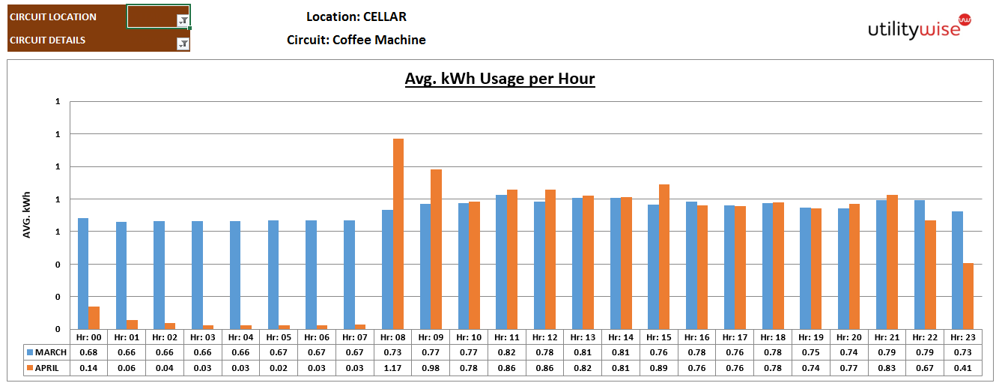 CIRCUIT LOCATION
CIRCUIT DETAILS
Location: CELLAR
Circuit: Coffee Machine
utilitywise
Avg. kWh Usage per Hour
AVG. kWh
1
1
1
1
1
0
0
0
Hr: 00 Hr: 01 Hr: 02 Hr: 03 Hr: 04 Hr: 05 Hr: 06 Hr: 07 Hr: 08 Hr: 09 Hr: 10 Hr: 11 Hr: 12 Hr: 13 Hr: 14 Hr: 15 Hr: 16 Hr: 17 Hr: 18 Hr: 19 Hr: 20 Hr: 21 Hr: 22 Hr: 23
MARCH 0.68 0.66 0.66 0.66 0.66 0.67 0.67 0.67 0.73 0.77 0.77 0.82 0.78 0.81 0.81 0.76 0.78 0.76 0.78 0.75 0.74 0.79 0.79 0.73
APRIL 0.14 0.06 0.04 0.03 0.03 0.02 0.03 0.03 1.17 0.98 0.78 0.86 0.86 0.82 0.81 0.89 0.76 0.76 0.78 0.74 0.77 0.83 0.67 0.41